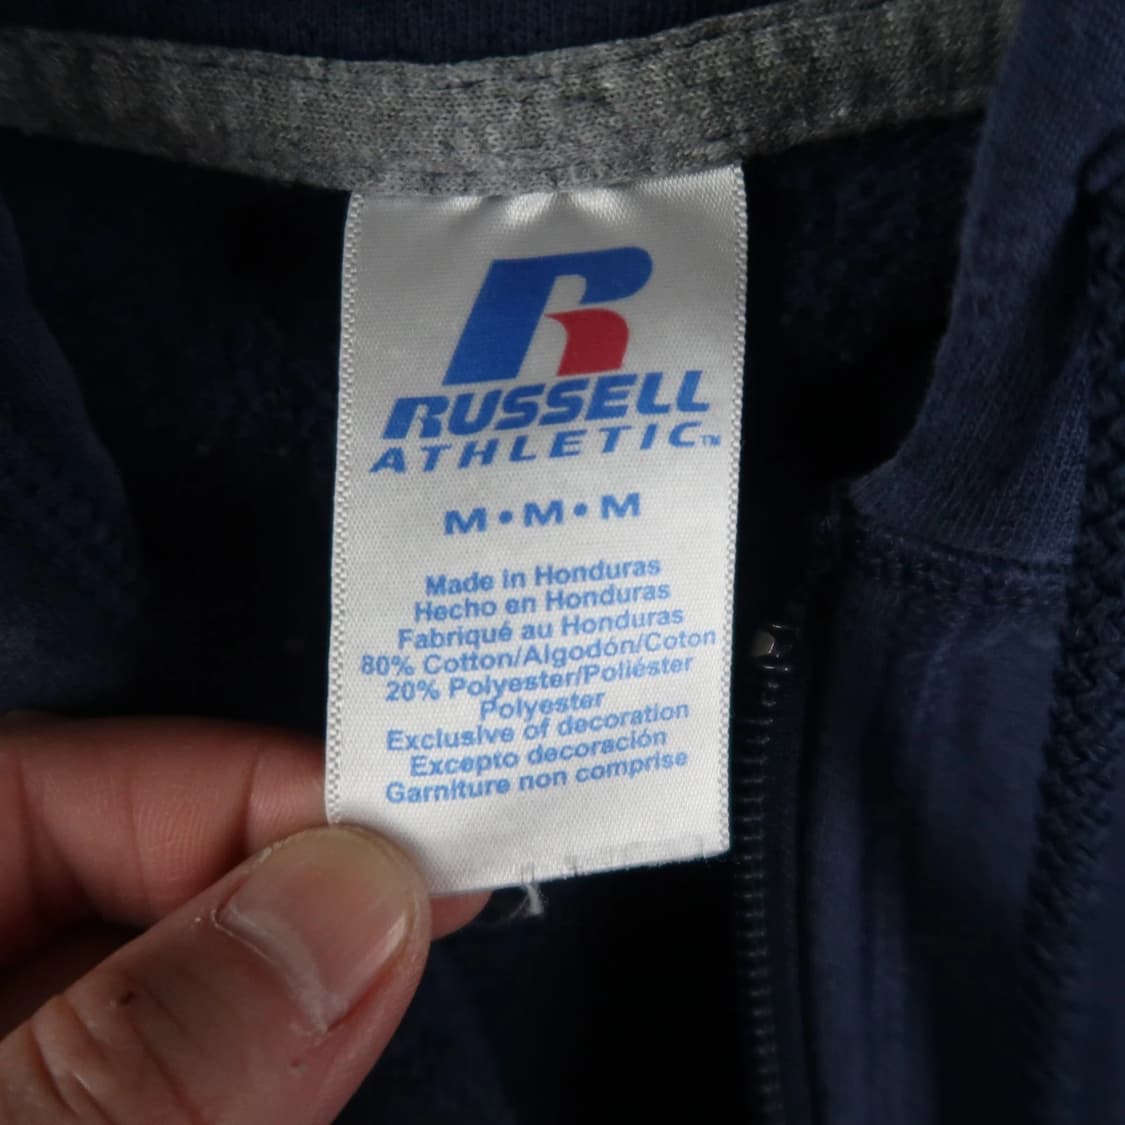 RUSSELL
ATHLETIC™
M•M•M
Made in Honduras
Hecho en Honduras
Fabriqué au Honduras
80% Cotton/Algodón/Coton
20% Polyester/Poliéster
Polyester
Exclusive of decoration
Excepto decoración
Garniture non comprise